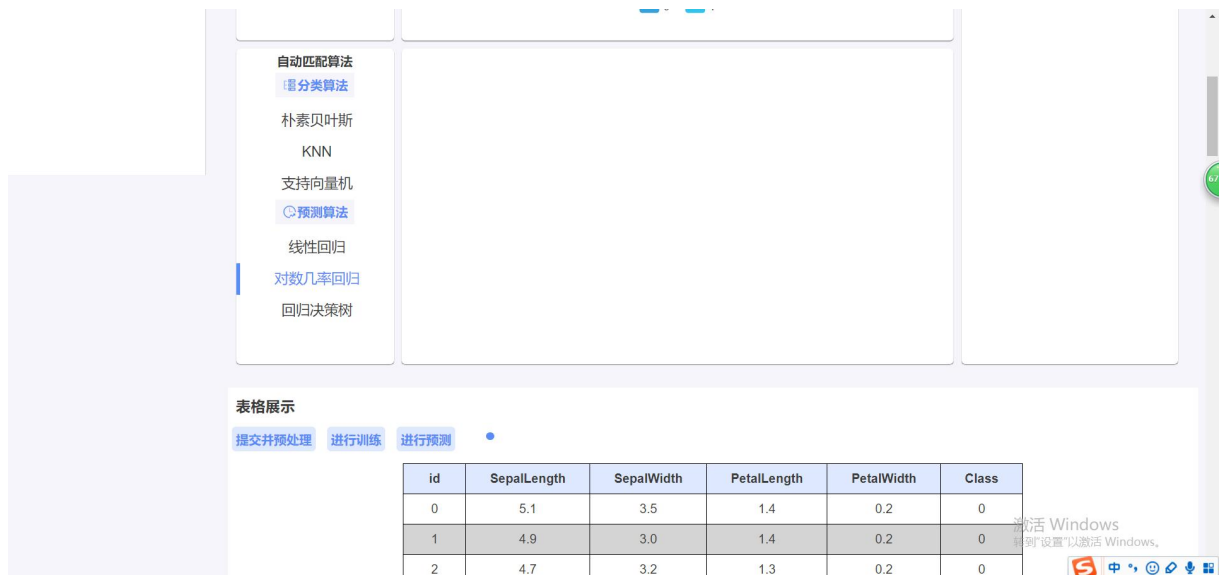 自动匹配算法
分类算法
朴素贝叶斯
KNN
支持向量机
预测算法
线性回归
对数几率回归
回归决策树
67
表格展示
提交并预处理 进行训练 进行预测
id SepalLength SepalWidth PetalLength PetalWidth Class
0 5.1 3.5 1.4 0.2 0
1 4.9 3.0 1.4 0.2 0
2 4.7 3.2 1.3 0.2 0
激活 Windows
转到"设置"以激活 Windows。
中